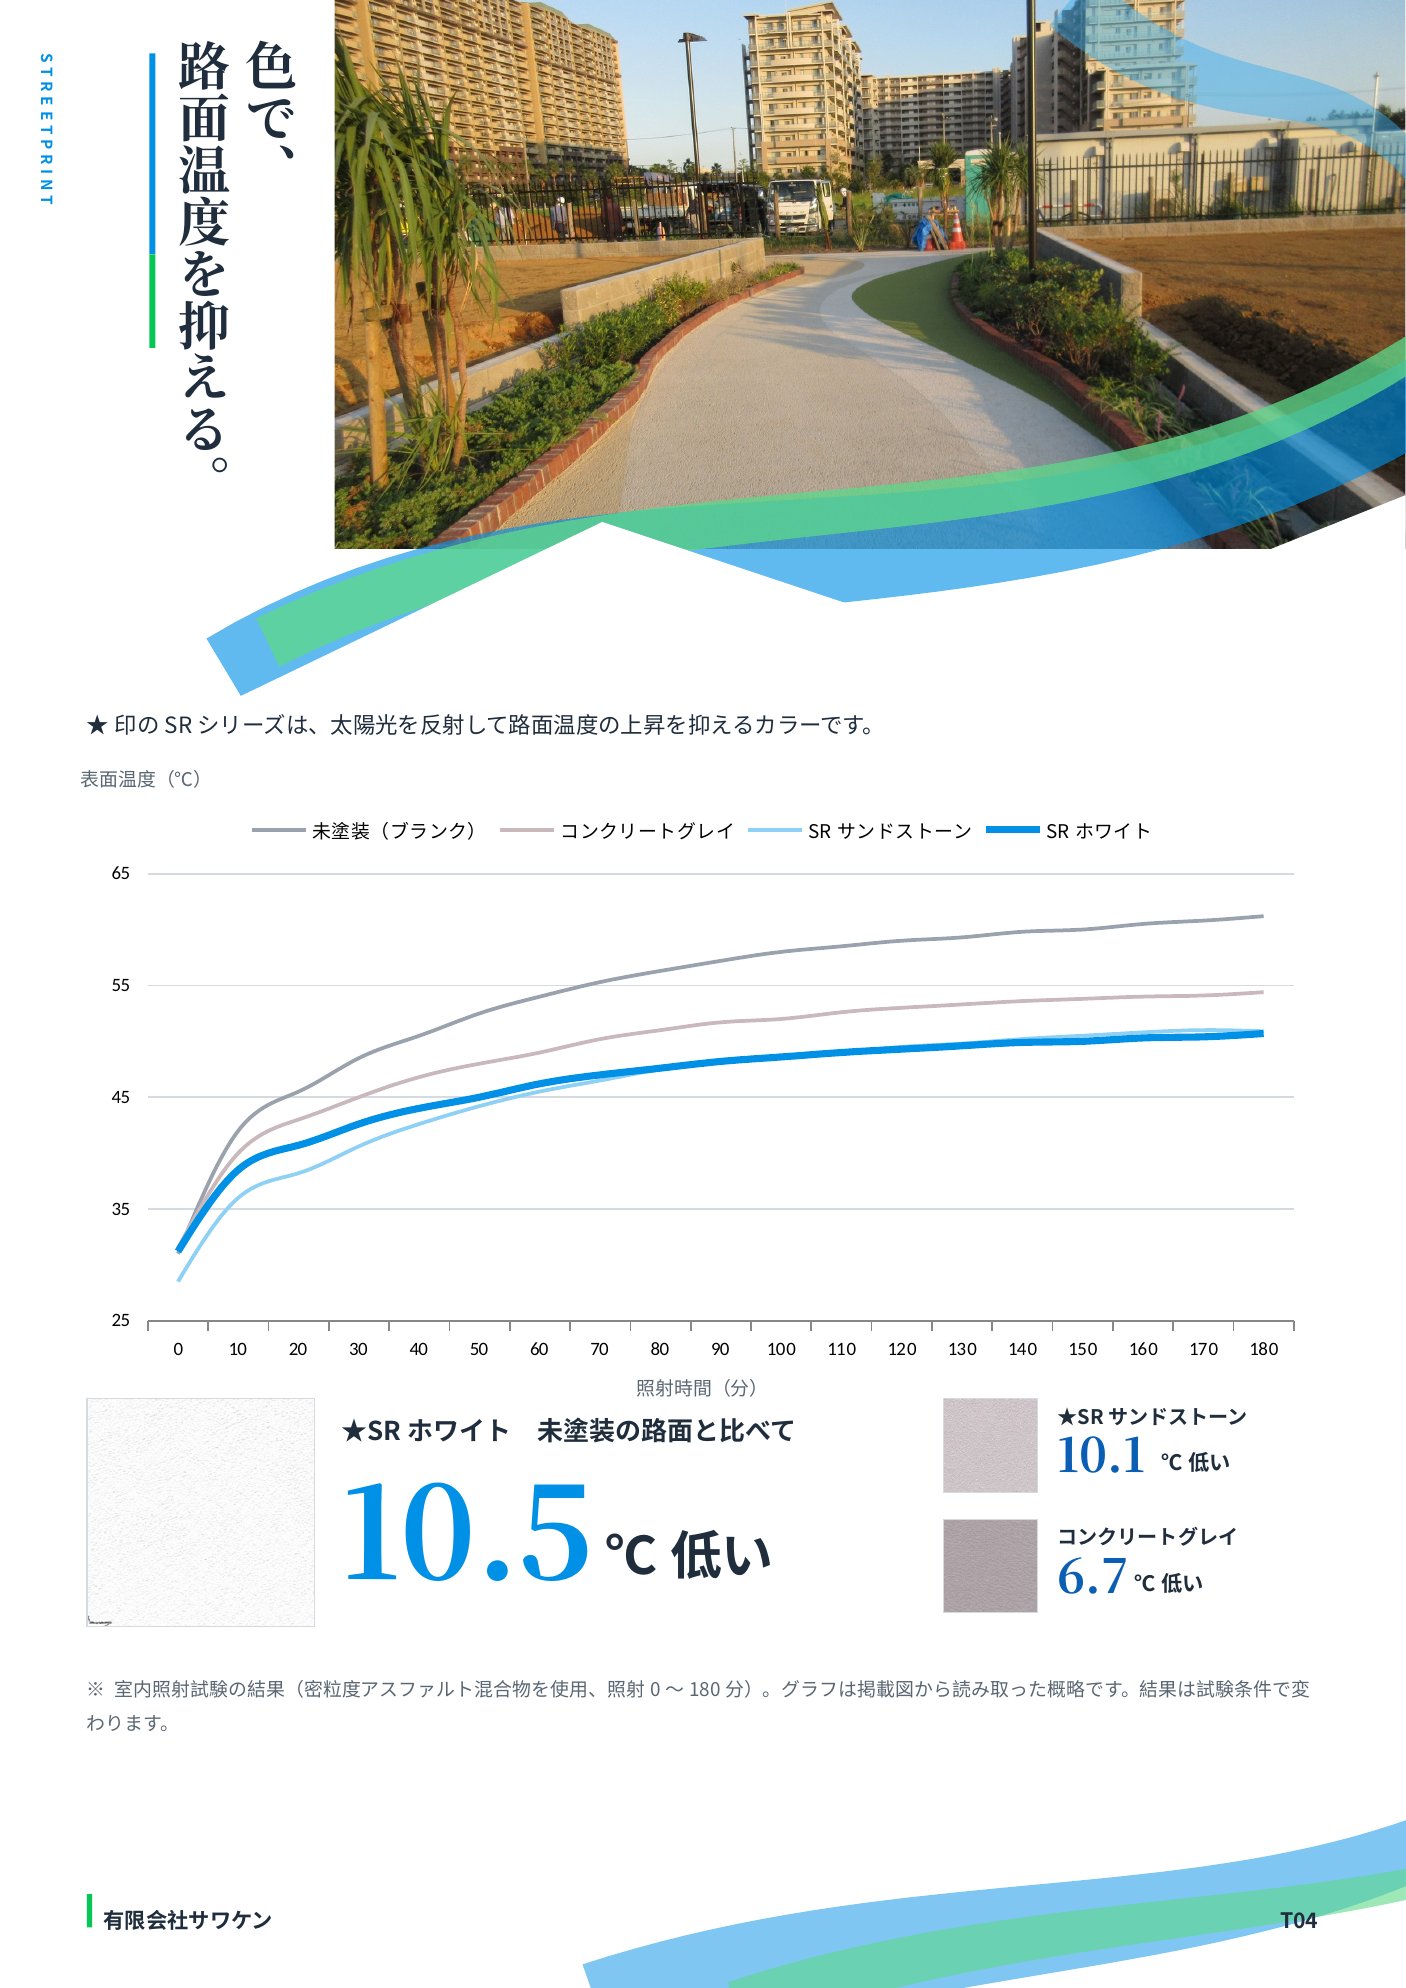 STREETPRINT
色で、
路面温度を抑える。
★ 印の SR シリーズは、太陽光を反射して路面温度の上昇を抑えるカラーです。
表面温度（℃）
未塗装（ブランク） コンクリートグレイ SR サンドストーン SR ホワイト
65
55
45
35
25
0 10 20 30 40 50 60 70 80 90 100 110 120 130 140 150 160 170 180
照射時間（分）
★SR ホワイト　未塗装の路面と比べて
10.5 ℃ 低い
★SR サンドストーン
10.1 ℃ 低い
コンクリートグレイ
6.7 ℃ 低い
※ 室内照射試験の結果（密粒度アスファルト混合物を使用、照射 0 〜 180 分）。グラフは掲載図から読み取った概略です。結果は試験条件で変
わります。
有限会社サワケン
T04